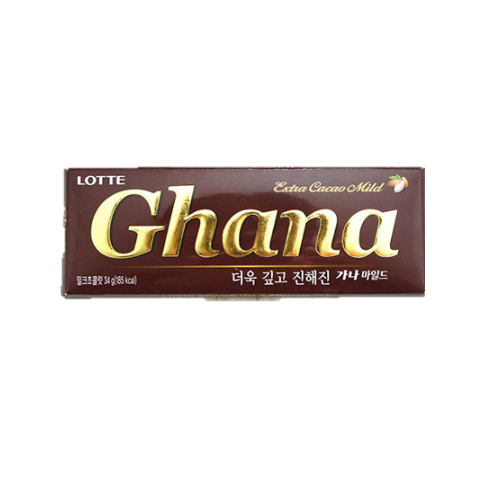 LOTTE
Extra Cacao Mild
Ghana
밀크초콜릿 34 g(185 kcal)
더욱 깊고 진해진 가나 마일드